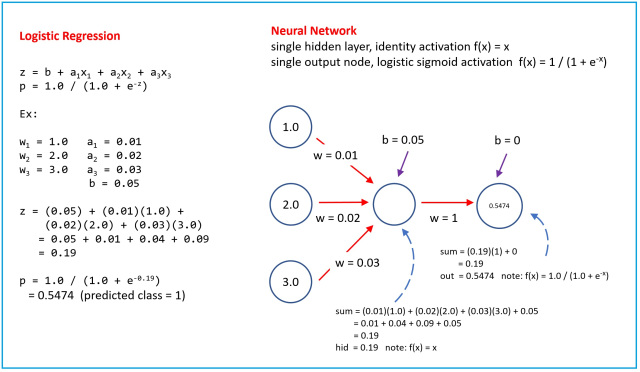 Logistic Regression
z = b + a₁x₁ + a₂x₂ + a₃x₃
p = 1.0 / (1.0 + e⁻ᶻ)
Ex:
w₁ = 1.0 a₁ = 0.01
w₂ = 2.0 a₂ = 0.02
w₃ = 3.0 a₃ = 0.03
b = 0.05
z = (0.05) + (0.01)(1.0) +
(0.02)(2.0) + (0.03)(3.0)
= 0.05 + 0.01 + 0.04 + 0.09
= 0.19
p = 1.0 / (1.0 + e⁻⁰·¹⁹)
= 0.5474 (predicted class = 1)
Neural Network
single hidden layer, identity activation f(x) = x
single output node, logistic sigmoid activation f(x) = 1 / (1 + e⁻ˣ)
1.0
w = 0.01
b = 0.05
b = 0
2.0
w = 0.02
w = 1
0.5474
3.0
w = 0.03
sum = (0.19)(1) + 0
= 0.19
out = 0.5474 note: f(x) = 1.0 / (1.0 + e⁻ˣ)
sum = (0.01)(1.0) + (0.02)(2.0) + (0.03)(3.0) + 0.05
= 0.01 + 0.04 + 0.09 + 0.05
= 0.19
hid = 0.19 note: f(x) = x